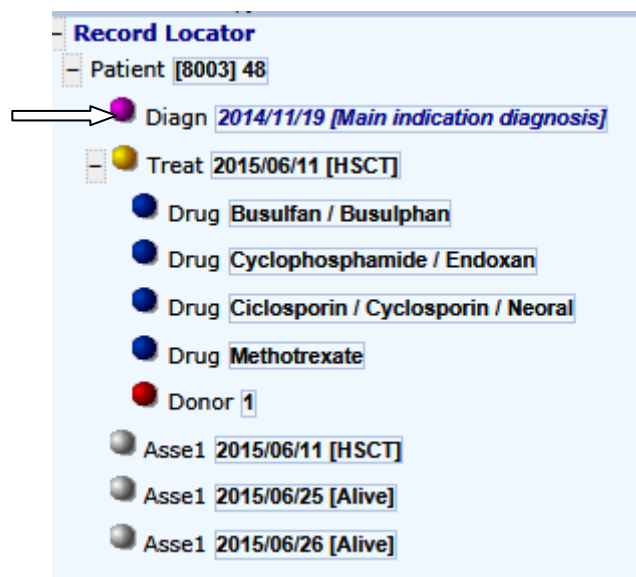 Record Locator
Patient [8003] 48
Diagn 2014/11/19 [Main indication diagnosis]
Treat 2015/06/11 [HSCT]
Drug Busulfan / Busulphan
Drug Cyclophosphamide / Endoxan
Drug Ciclosporin / Cyclosporin / Neoral
Drug Methotrexate
Donor 1
Asse1 2015/06/11 [HSCT]
Asse1 2015/06/25 [Alive]
Asse1 2015/06/26 [Alive]